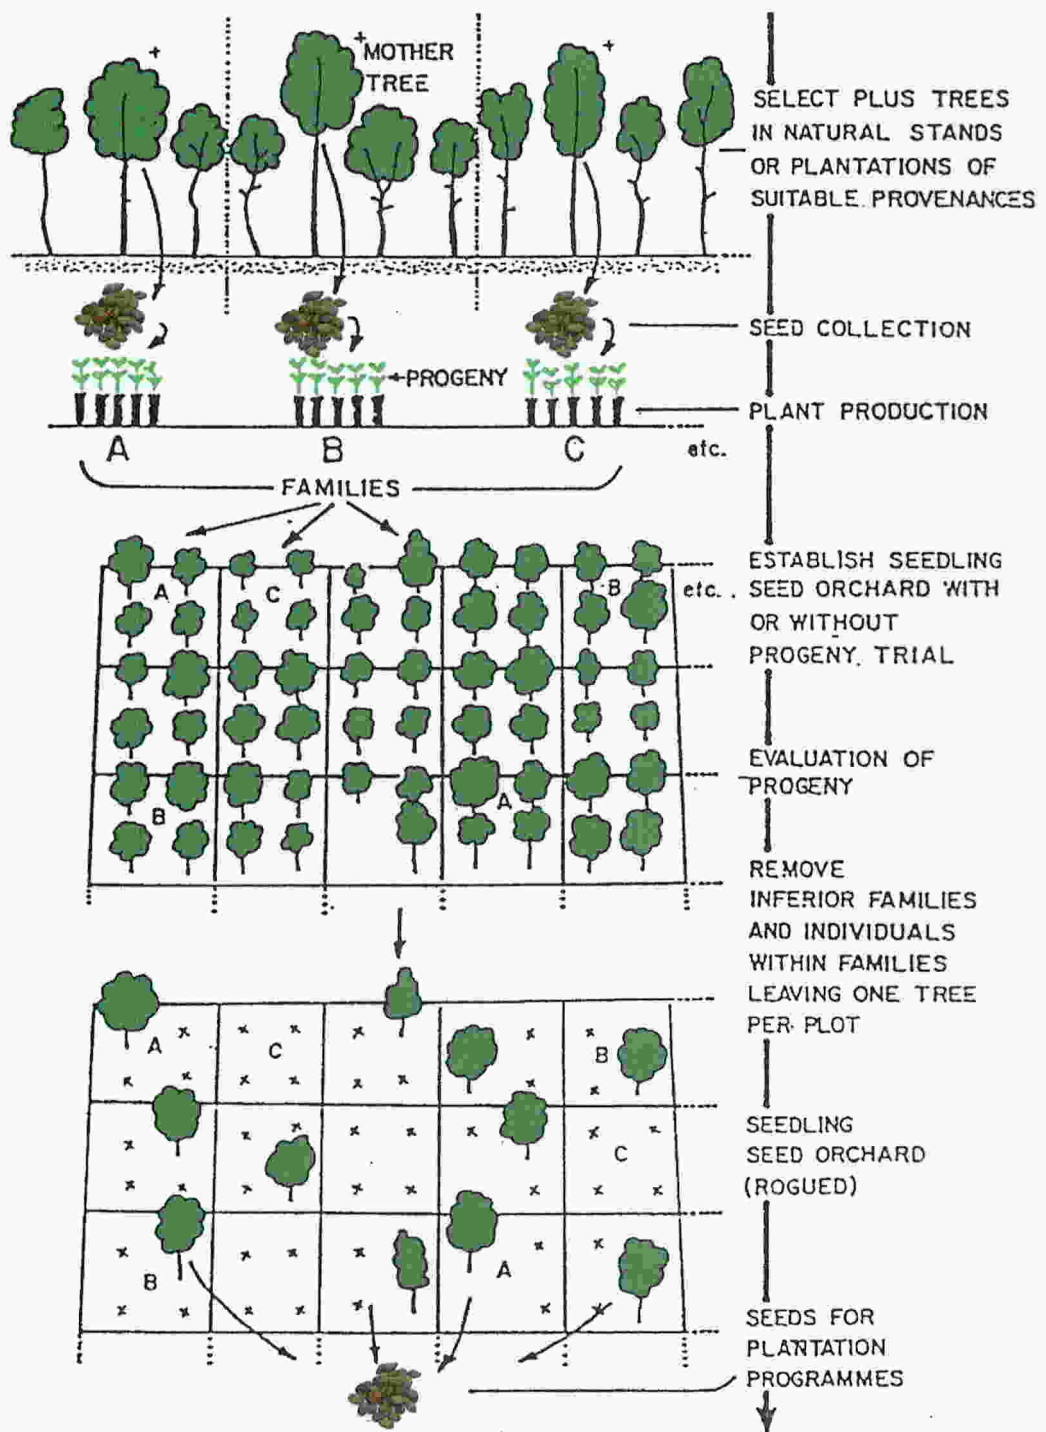 +
+ MOTHER
TREE
+
SELECT PLUS TREES
IN NATURAL STANDS
OR PLANTATIONS OF
SUITABLE PROVENANCES
SEED COLLECTION
PROGENY
PLANT PRODUCTION
A B C etc.
FAMILIES
ESTABLISH SEEDLING
SEED ORCHARD WITH
OR WITHOUT
PROGENY TRIAL
A C B etc.
EVALUATION OF
PROGENY
B A
REMOVE
INFERIOR FAMILIES
AND INDIVIDUALS
WITHIN FAMILIES
LEAVING ONE TREE
PER PLOT
A C B
SEEDLING
SEED ORCHARD
(ROGUED)
C
B A
SEEDS FOR
PLANTATION
PROGRAMMES